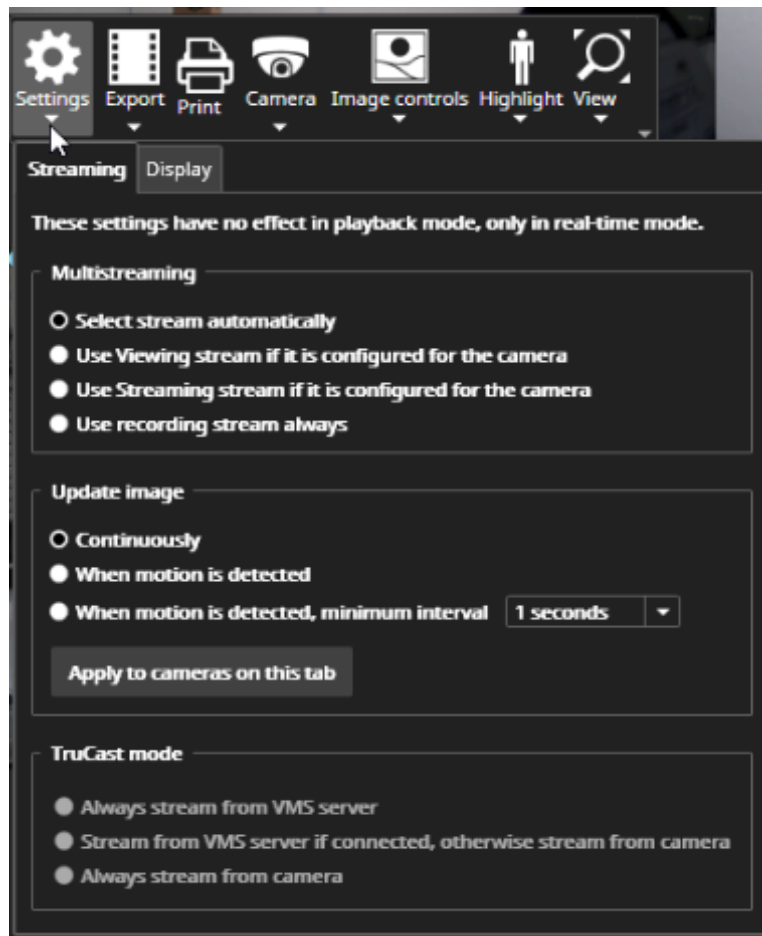 Settings Export Print Camera Image controls Highlight View
Streaming Display
These settings have no effect in playback mode, only in real-time mode.
Multistreaming
Select stream automatically
Use Viewing stream if it is configured for the camera
Use Streaming stream if it is configured for the camera
Use recording stream always
Update image
Continuously
When motion is detected
When motion is detected, minimum interval 1 seconds
Apply to cameras on this tab
TruCast mode
Always stream from VMS server
Stream from VMS server if connected, otherwise stream from camera
Always stream from camera